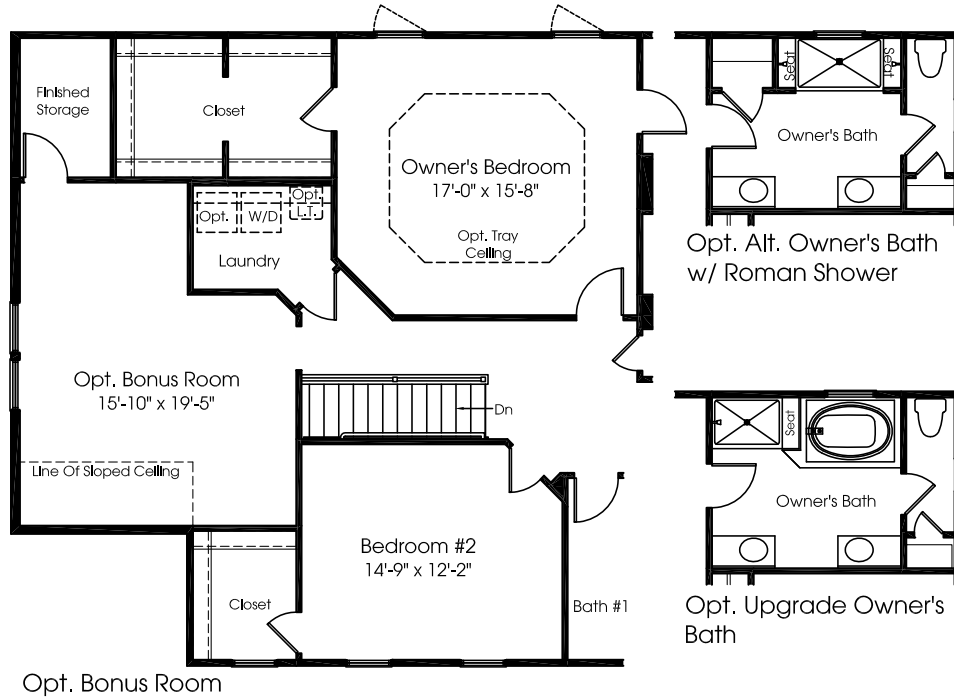 Finished
Storage
Closet
Owner's Bedroom
17'-0" x 15'-8"
Opt. Tray
Ceiling
Opt.
W/D
Opt.
L.T.
Laundry
Opt. Bonus Room
15'-10" x 19'-5"
Line Of Sloped Ceiling
Dn
Bedroom #2
14'-9" x 12'-2"
Closet
Bath #1
Opt. Bonus Room
Seat
Seat
Owner's Bath
Opt. Alt. Owner's Bath
w/ Roman Shower
Seat
Owner's Bath
Opt. Upgrade Owner's
Bath